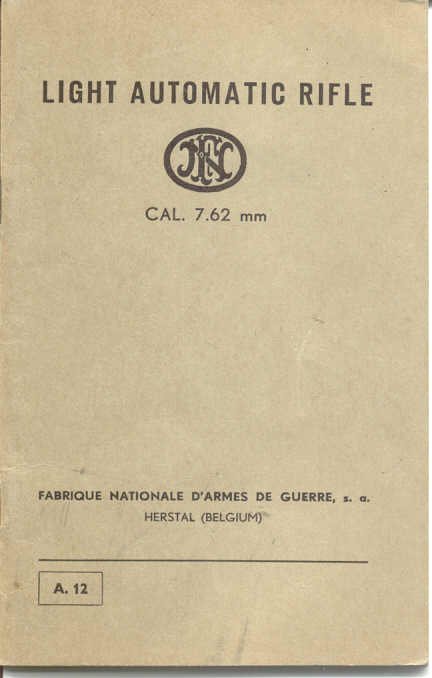 LIGHT AUTOMATIC RIFLE
FN
CAL. 7.62 mm
FABRIQUE NATIONALE D'ARMES DE GUERRE, s. a.
HERSTAL (BELGIUM)
A. 12